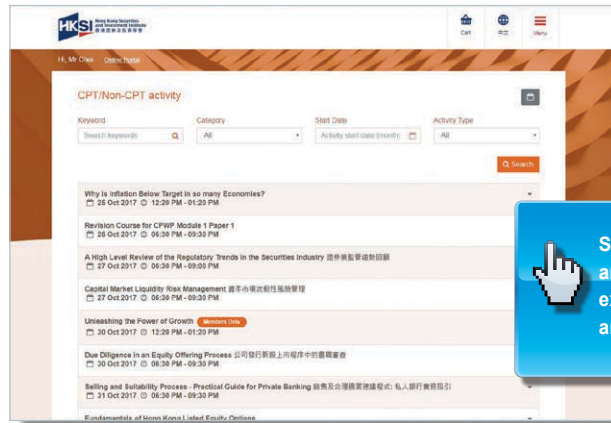 HKSI Hong Kong Securities
and Investment Institute
香港證券及投資學會
Cart
中文
Menu
Hi, Mr Choi Online Portal
CPT/Non-CPT activity
Keyword Category Start Date Activity Type
Search keywords All Activity start date (month) All
Search
Why is Inflation Below Target in so many Economies?
26 Oct 2017 12:20 PM - 01:20 PM
Revision Course for CPWP Module 1 Paper 1
26 Oct 2017 06:30 PM - 09:30 PM
A High Level Review of the Regulatory Trends in the Securities Industry 證券業監管趨勢回顧
27 Oct 2017 06:30 PM - 09:00 PM
Capital Market Liquidity Risk Management 資本市場流動性風險管理
27 Oct 2017 06:30 PM - 09:30 PM
Unleashing the Power of Growth Members Only
30 Oct 2017 12:20 PM - 01:20 PM
Due Diligence in an Equity Offering Process 公司發行新股上市程序中的盡職審查
30 Oct 2017 06:30 PM - 09:30 PM
Selling and Suitability Process - Practical Guide for Private Banking 銷售及合理適當建議程式: 私人銀行實務指引
31 Oct 2017 06:30 PM - 09:30 PM
Fundamentals of Hong Kong Listed Equity Options